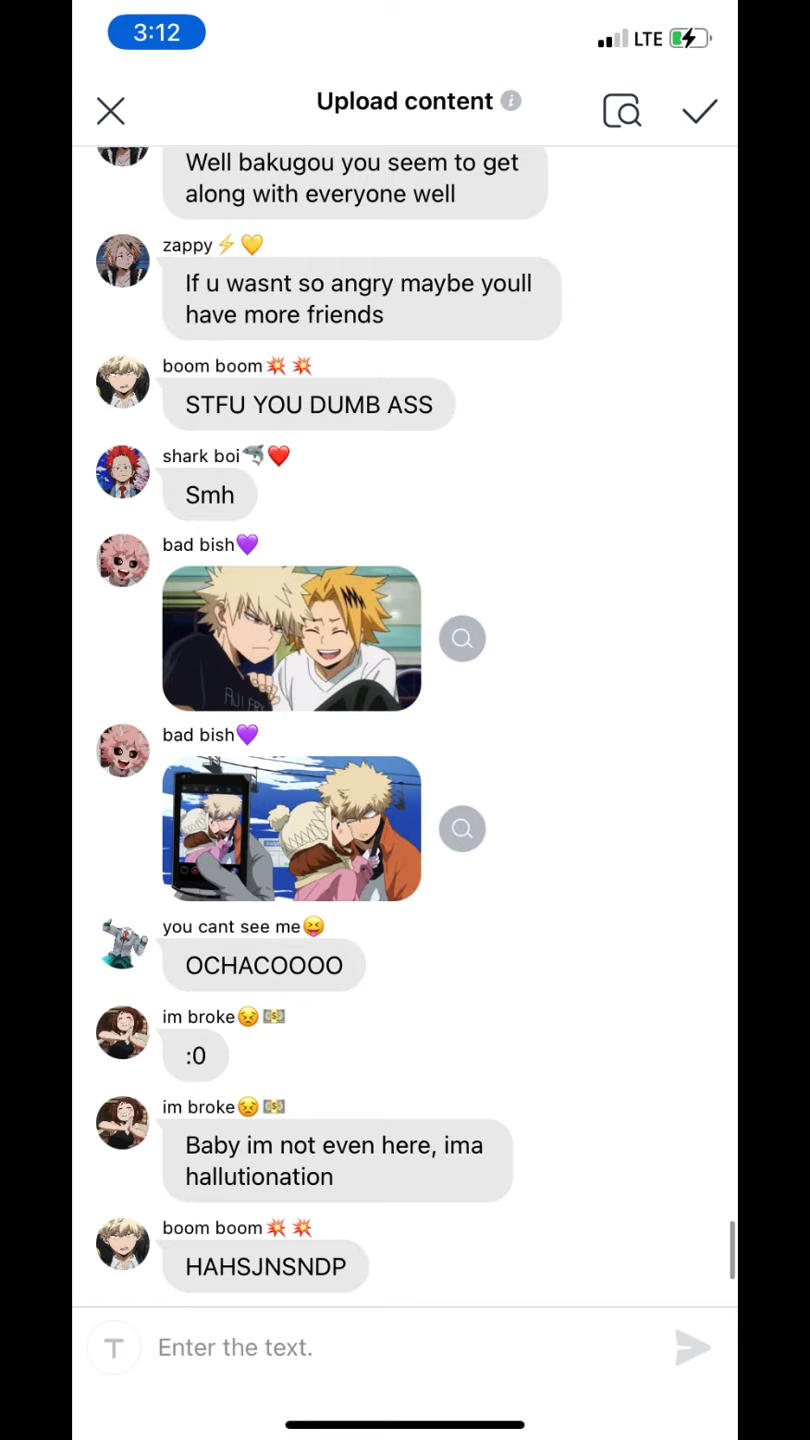 3:12
LTE
Upload content
Well bakugou you seem to get
along with everyone well
zappy⚡💛
If u wasnt so angry maybe youll
have more friends
boom boom💥💥
STFU YOU DUMB ASS
shark boi🦈❤️
Smh
bad bish💜
bad bish💜
you cant see me😝
OCHACOOOO
im broke😣💵
:0
im broke😣💵
Baby im not even here, ima
hallutionation
boom boom💥💥
HAHSJNSNDP
T
Enter the text.